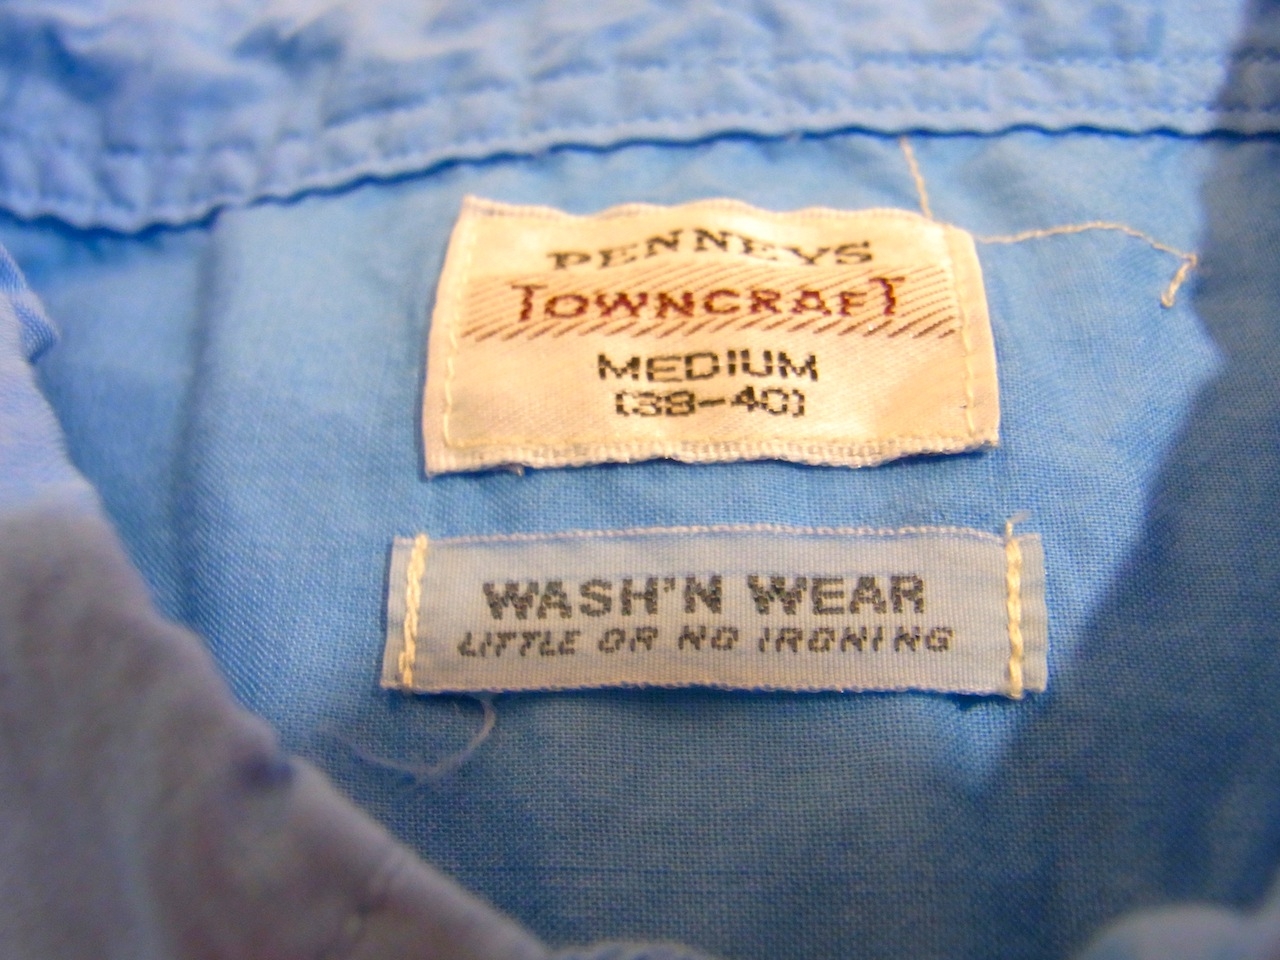 PENNEYS
TOWNCRAFT
MEDIUM
(38-40)
WASH'N WEAR
LITTLE OR NO IRONING